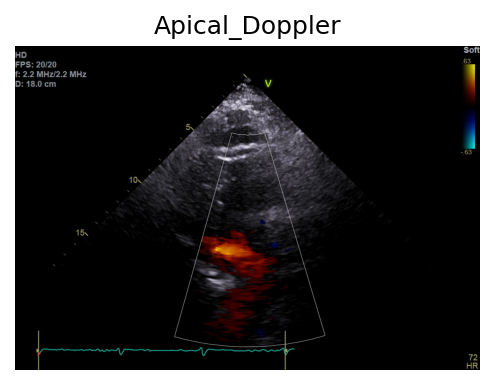 Apical_Doppler
HD
FPS: 20/20
f: 2.2 MHz/2.2 MHz
D: 18.0 cm
V
Soft
63
-.63
5
10
15
72
HR